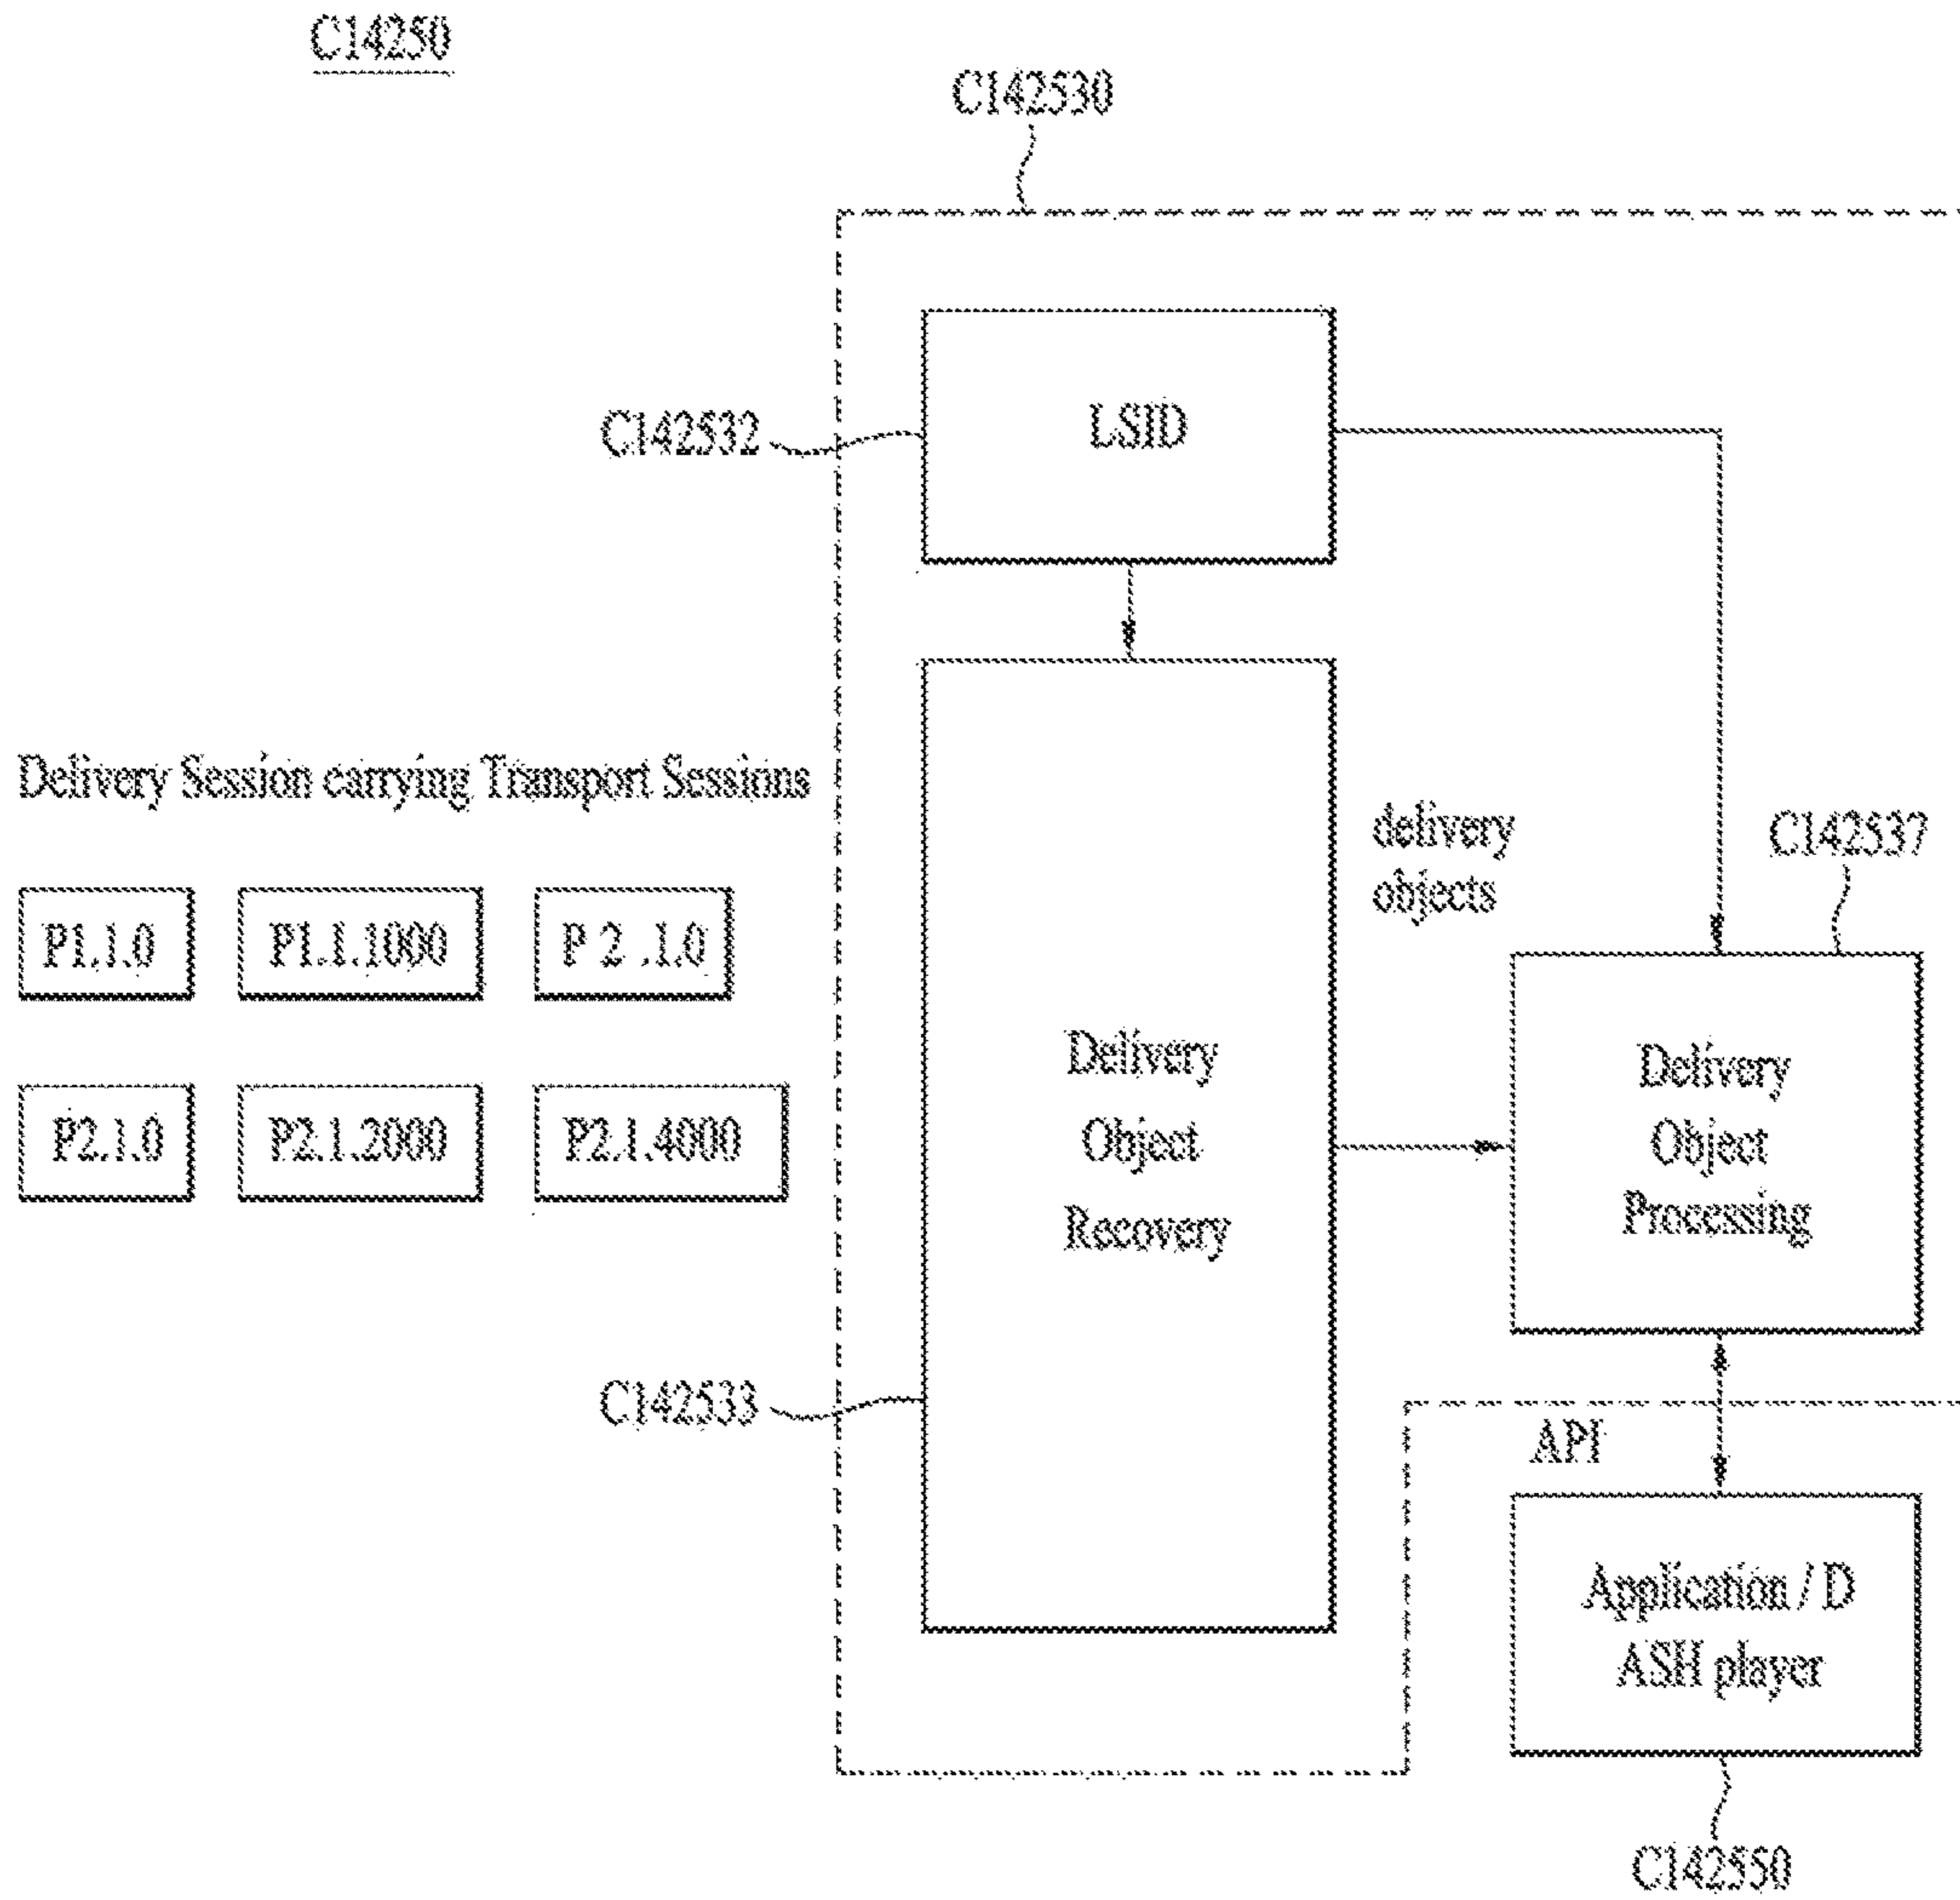 C14250
C142530
LSID
C142532
Delivery Session carrying Transport Sessions
delivery
objects
C142537
P1.1.0
P1.1.1000
P 2 .1.0
P2.1.0
P2.1.2000
P2.1.4000
Delivery
Object
Recovery
Delivery
Object
Processing
C142533
API
Application / D
ASH player
C142550